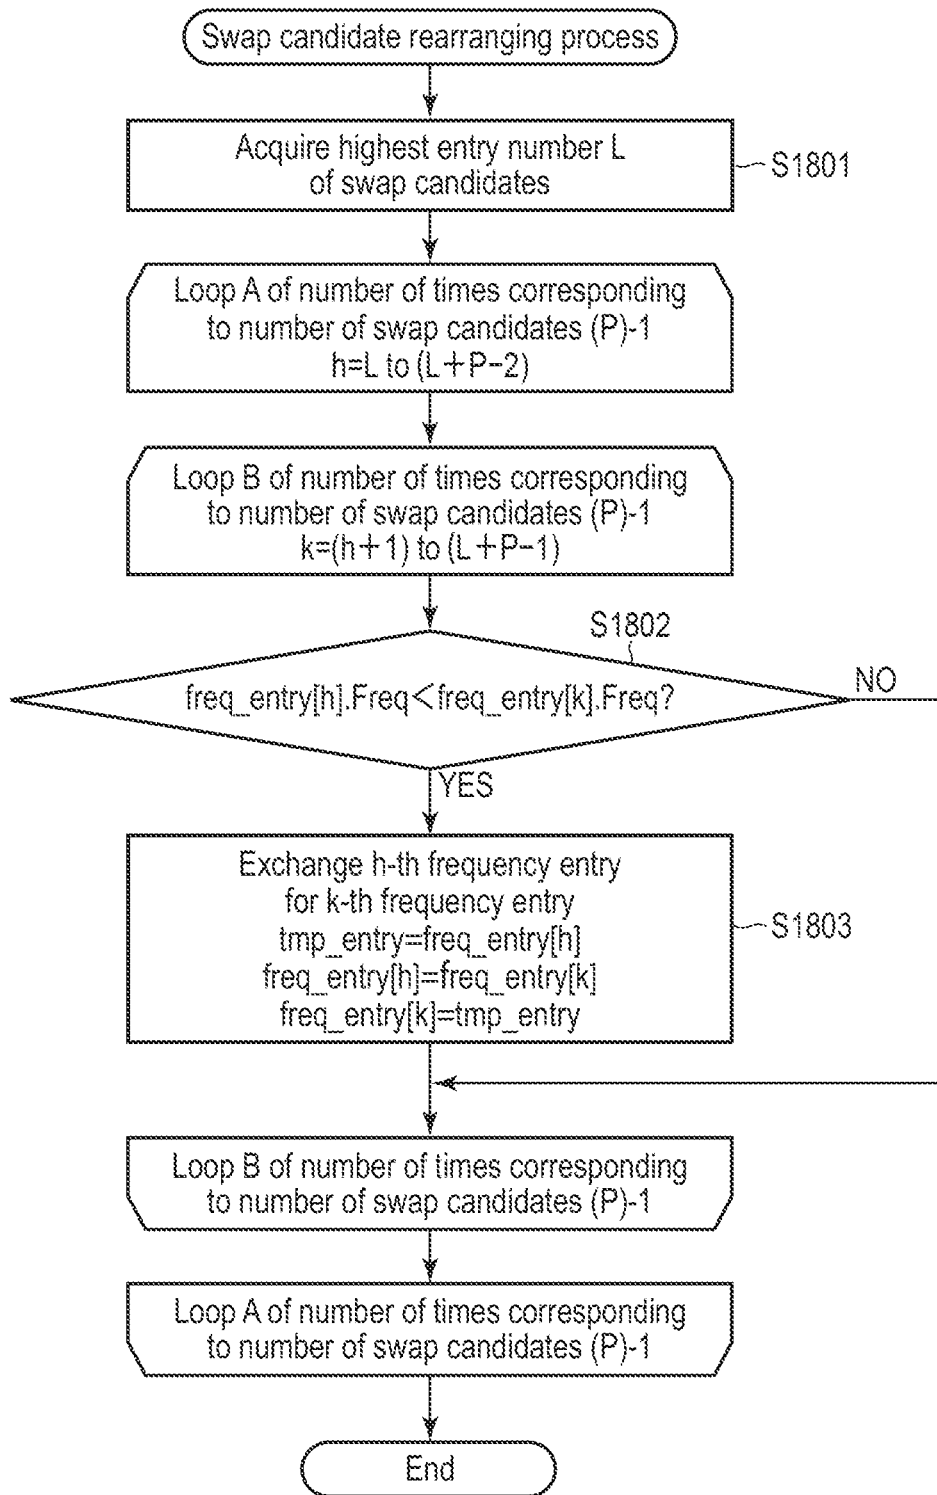 Swap candidate rearranging process
Acquire highest entry number L
of swap candidates
S1801
Loop A of number of times corresponding
to number of swap candidates (P)-1
h=L to (L+P-2)
Loop B of number of times corresponding
to number of swap candidates (P)-1
k=(h+1) to (L+P-1)
S1802
freq_entry[h].Freq<freq_entry[k].Freq?
NO
YES
Exchange h-th frequency entry
for k-th frequency entry
tmp_entry=freq_entry[h]
freq_entry[h]=freq_entry[k]
freq_entry[k]=tmp_entry
S1803
Loop B of number of times corresponding
to number of swap candidates (P)-1
Loop A of number of times corresponding
to number of swap candidates (P)-1
End